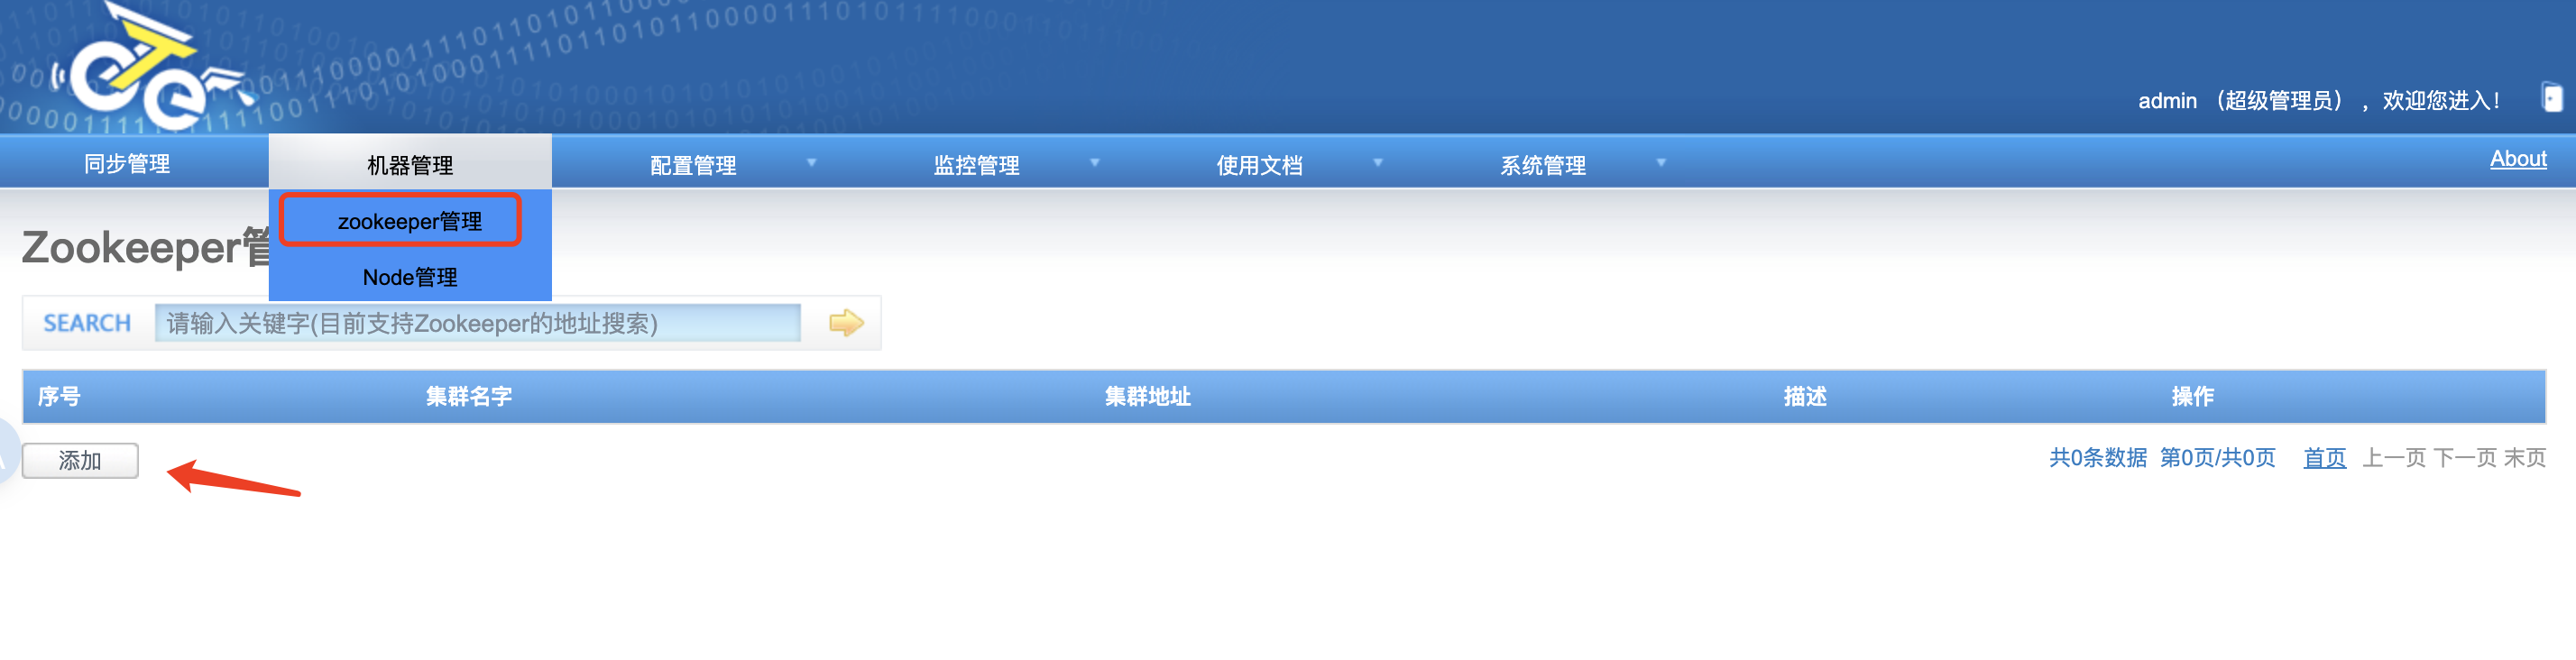 admin （超级管理员） ，欢迎您进入！
同步管理 机器管理 配置管理 监控管理 使用文档 系统管理 About
zookeeper管理
Zookeeper管
Node管理
SEARCH 请输入关键字(目前支持Zookeeper的地址搜索)
序号 集群名字 集群地址 描述 操作
添加 共0条数据 第0页/共0页 首页 上一页 下一页 末页